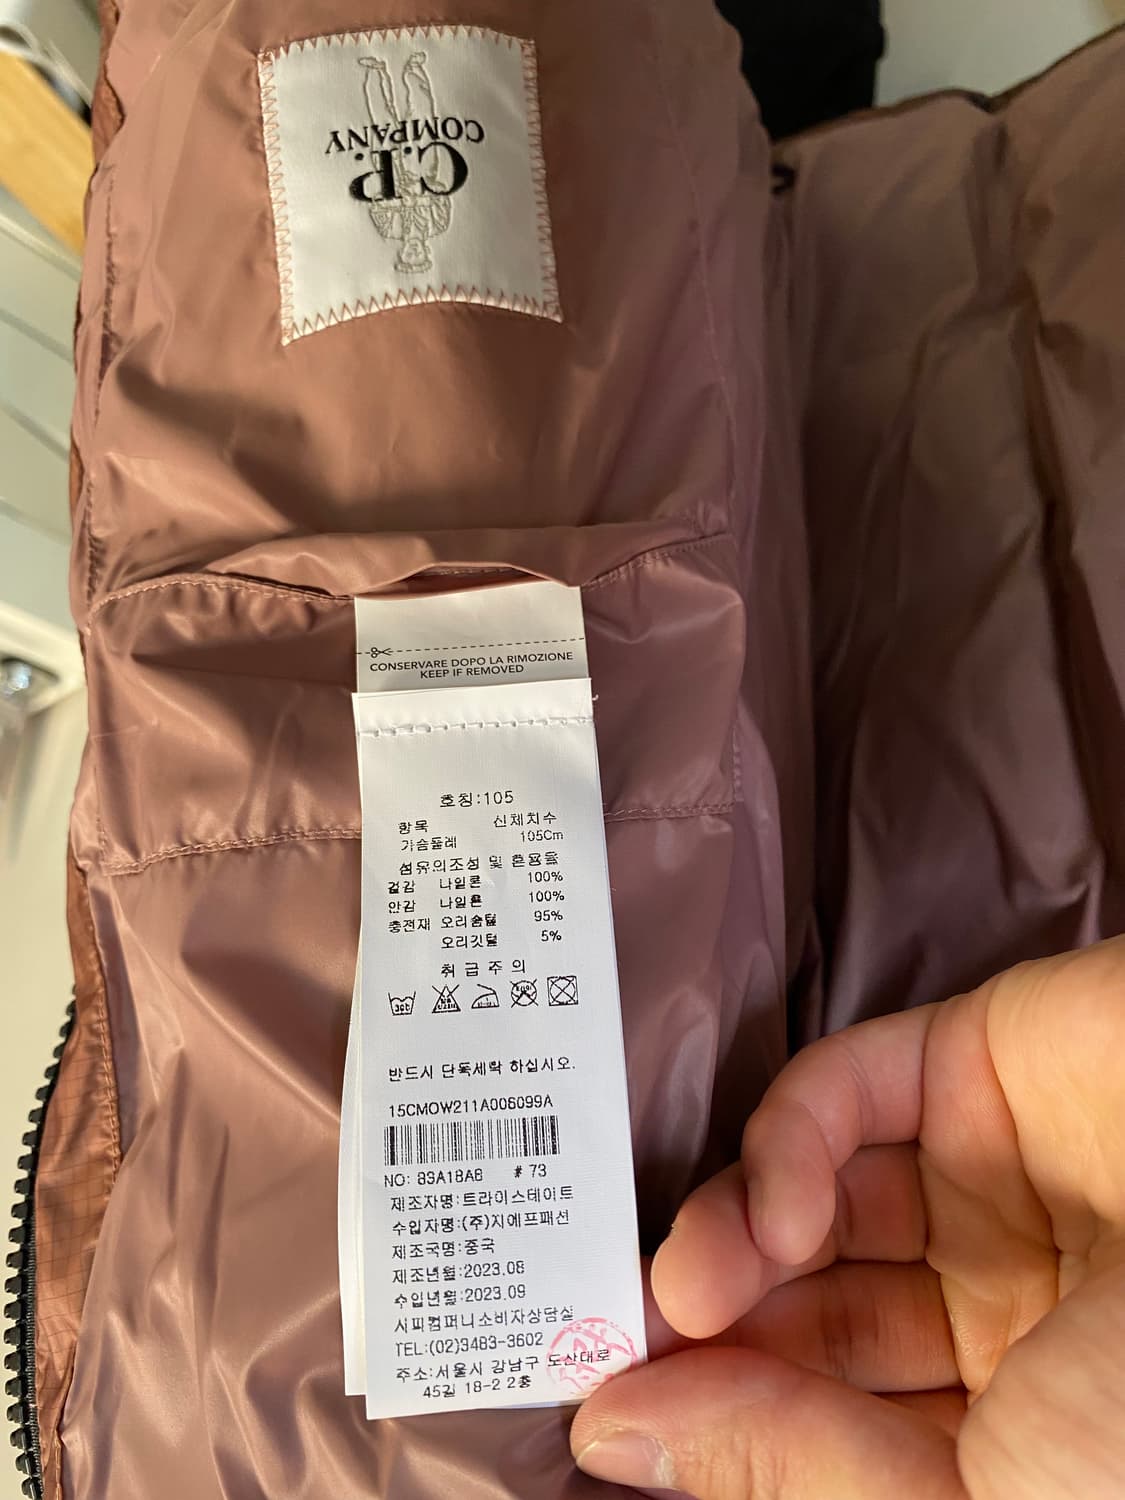 C.P.
COMPANY
CONSERVARE DOPO LA RIMOZIONE
KEEP IF REMOVED
호칭:105
항목 신체치수
가슴둘레 105Cm
섬유의조성 및 혼용율
겉감 나일론 100%
안감 나일론 100%
충전재 오리솜털 95%
오리깃털 5%
취급주의
반드시 단독세탁 하십시오.
15CMOW211A006099A
NO: 89A18AB # 73
제조자명:트라이스테이트
수입자명:(주)지에프패션
제조국명:중국
제조년월:2023.08
수입년월:2023.09
시피컴퍼니소비자상담실
TEL:(02)3483-3602
주소:서울시 강남구 도산대로
45길 18-2 2층